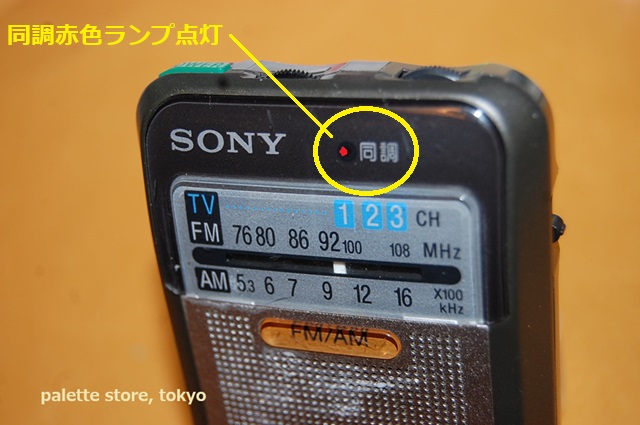 同調赤色ランプ点灯
SONY
同調
TV 1 2 3 CH
FM 76 80 86 92 100 108 MHz
AM 5.3 6 7 9 12 16 X100 kHz
FM/AM
palette store, tokyo